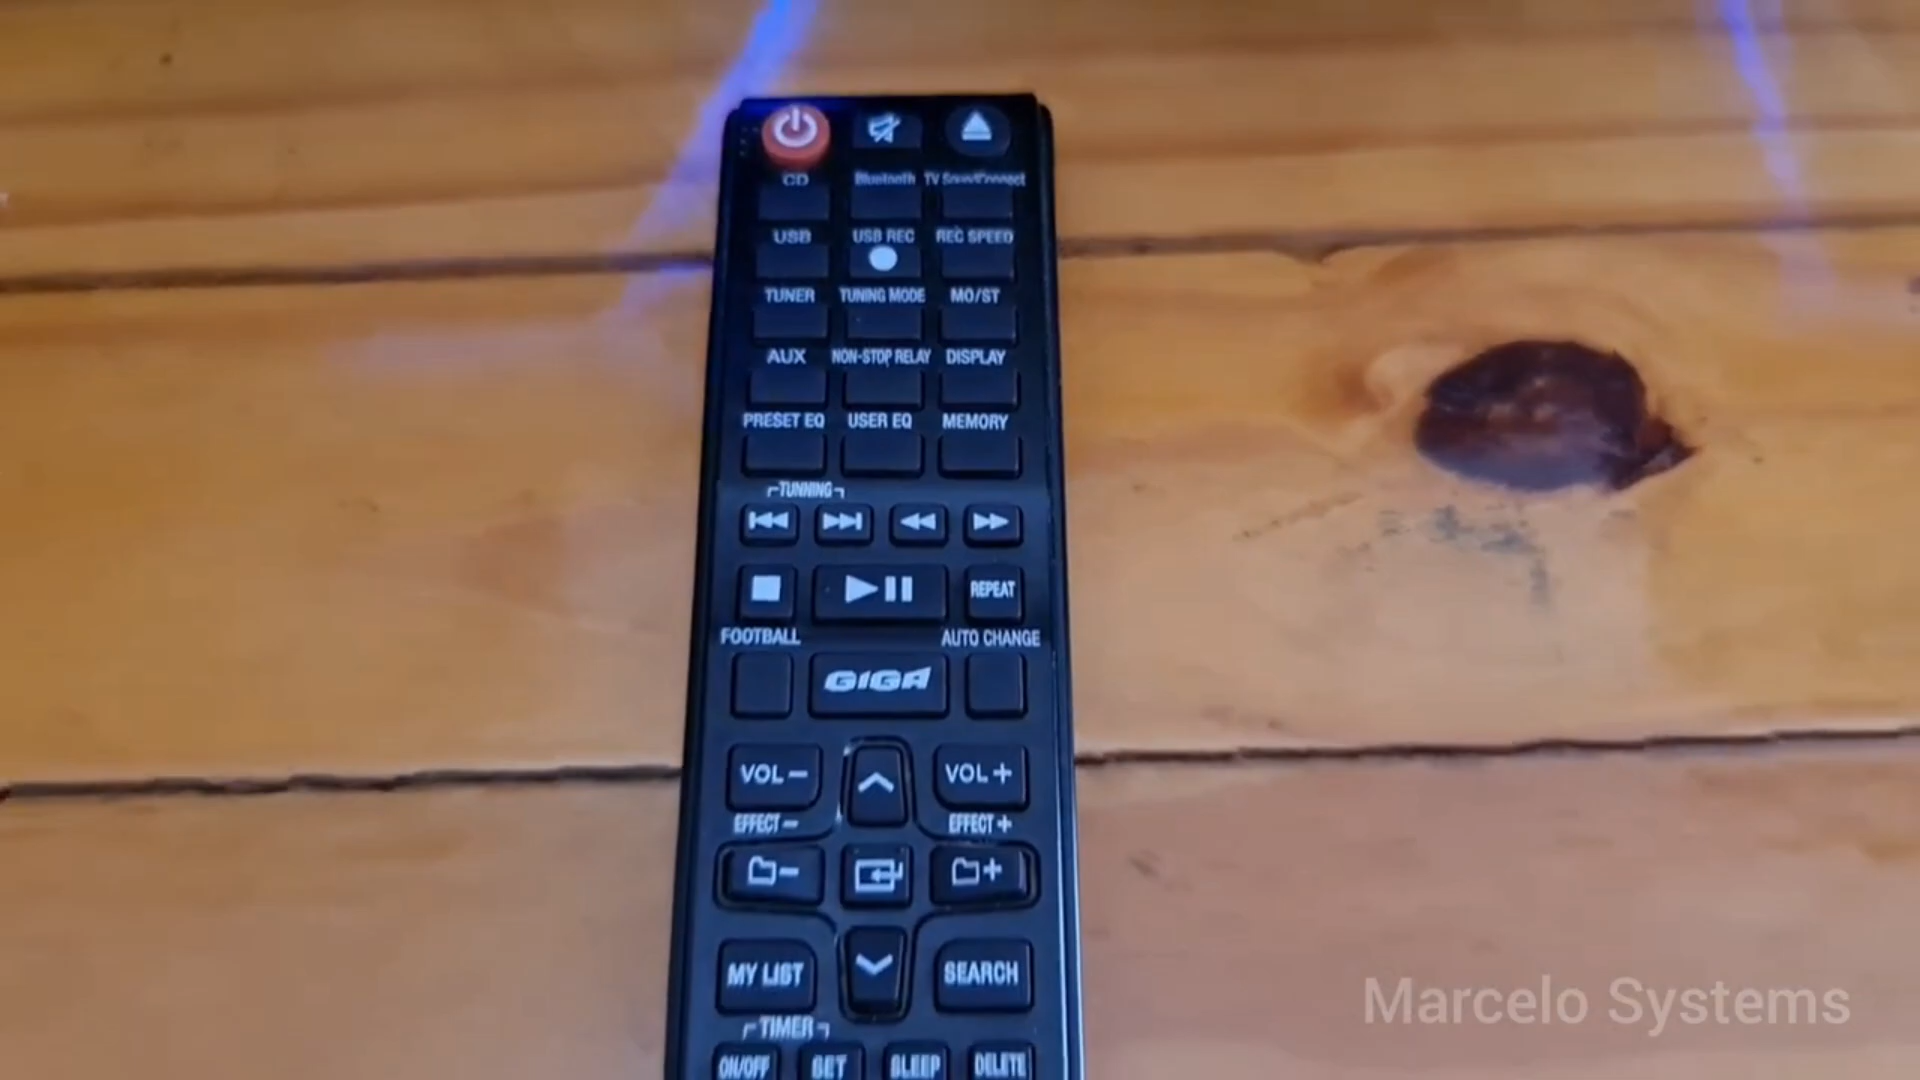 CD Bluetooth TV SoundConnect
USB USB REC REC SPEED
TUNER TUNING MODE MO/ST
AUX NON-STOP RELAY DISPLAY
PRESET EQ USER EQ MEMORY
TUNNING
REPEAT
FOOTBALL AUTO CHANGE
GIGA
VOL - VOL +
EFFECT - EFFECT +
MY LIST SEARCH
TIMER
ON/OFF SET SLEEP DELETE
Marcelo Systems